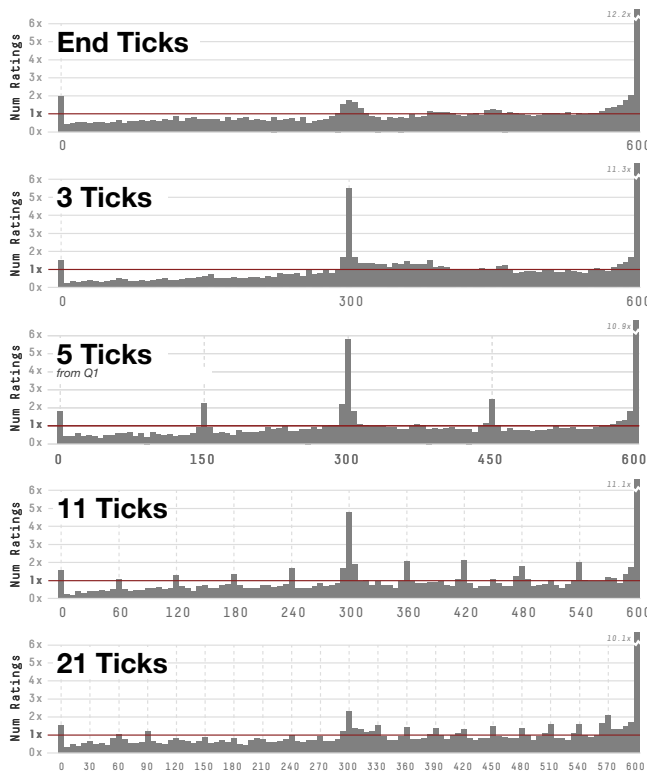 12.2x
End Ticks
Num Ratings
6x
5x
4x
3x
2x
1x
0x
0 600
11.3x
3 Ticks
Num Ratings
6x
5x
4x
3x
2x
1x
0x
0 300 600
10.9x
5 Ticks
from Q1
Num Ratings
6x
5x
4x
3x
2x
1x
0x
0 150 300 450 600
11.1x
11 Ticks
Num Ratings
6x
5x
4x
3x
2x
1x
0x
0 60 120 180 240 300 360 420 480 540 600
10.1x
21 Ticks
Num Ratings
6x
5x
4x
3x
2x
1x
0x
0 30 60 90 120 150 180 210 240 270 300 330 360 390 420 450 480 510 540 570 600